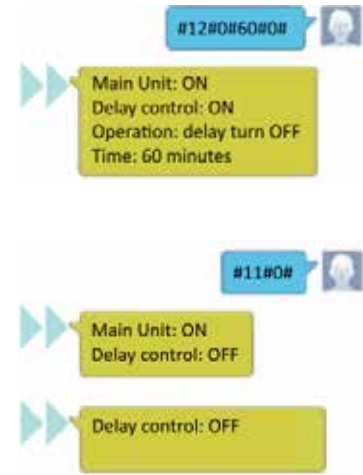 #12#0#60#0#
Main Unit: ON
Delay control: ON
Operation: delay turn OFF
Time: 60 minutes
#11#0#
Main Unit: ON
Delay control: OFF
Delay control: OFF